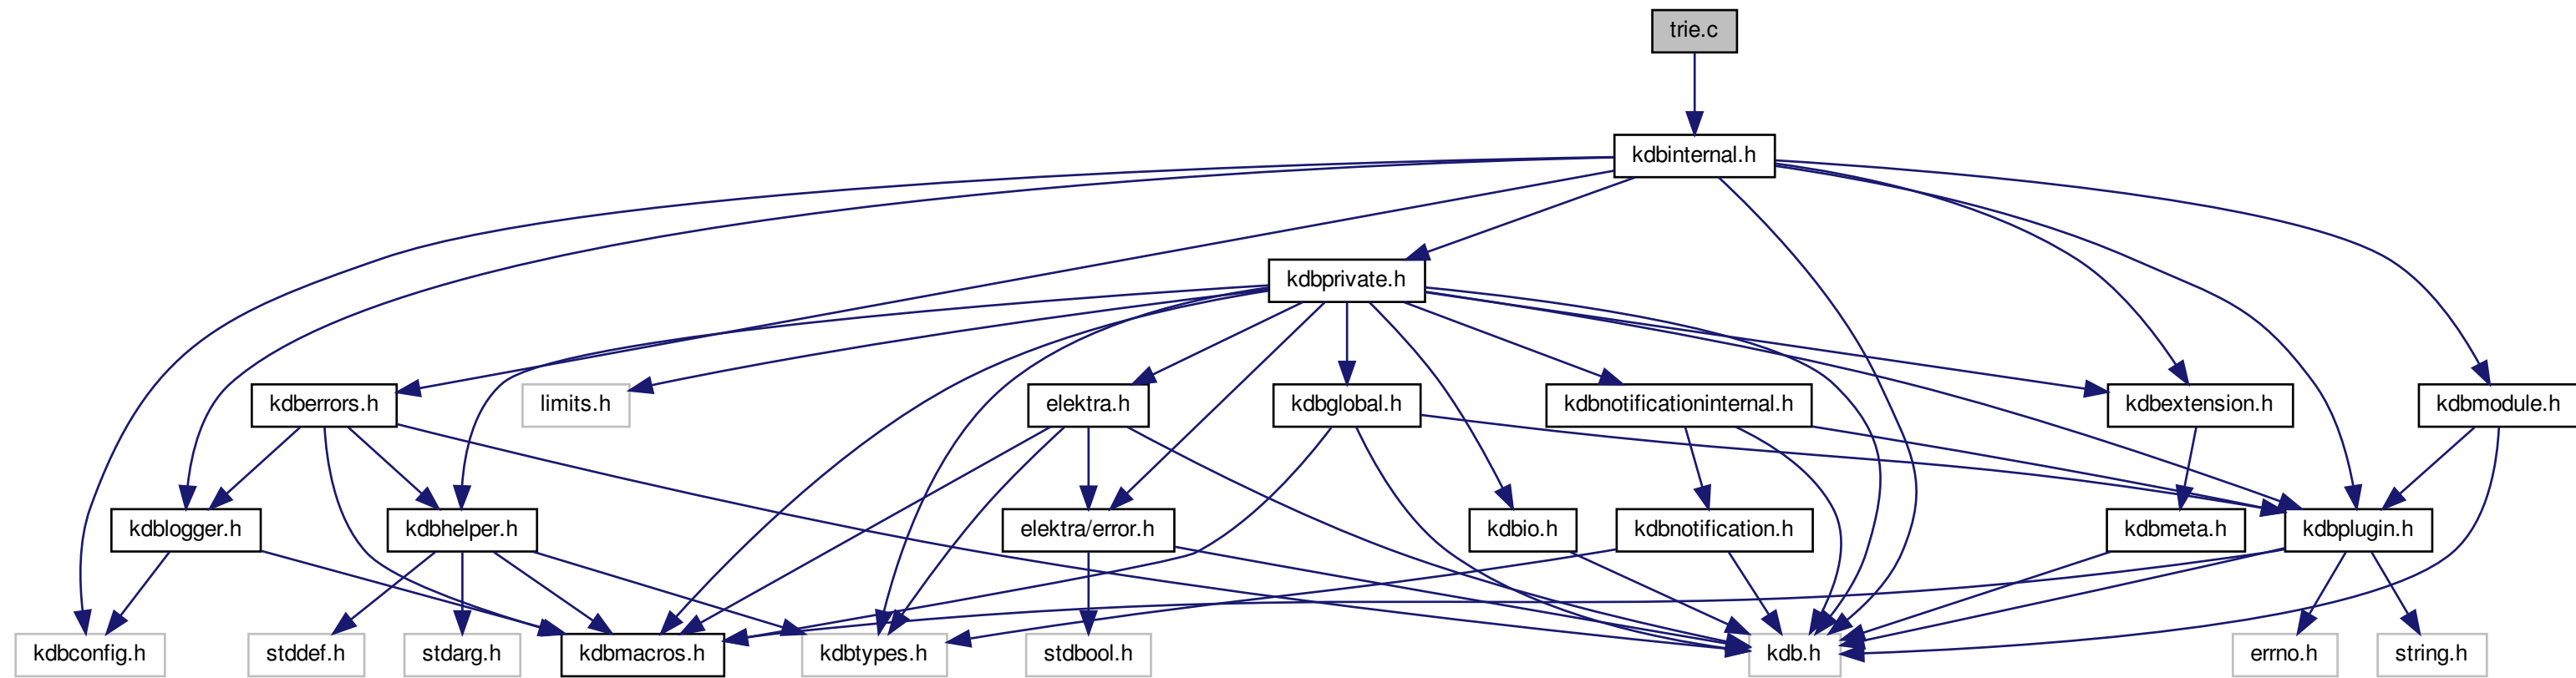 trie.c
kdbinternal.h
kdbprivate.h
kdberrors.h
limits.h
elektra.h
kdbglobal.h
kdbnotificationinternal.h
kdbextension.h
kdbmodule.h
kdblogger.h
kdbhelper.h
elektra/error.h
kdbio.h
kdbnotification.h
kdbmeta.h
kdbplugin.h
kdbconfig.h
stddef.h
stdarg.h
kdbmacros.h
kdbtypes.h
stdbool.h
kdb.h
errno.h
string.h